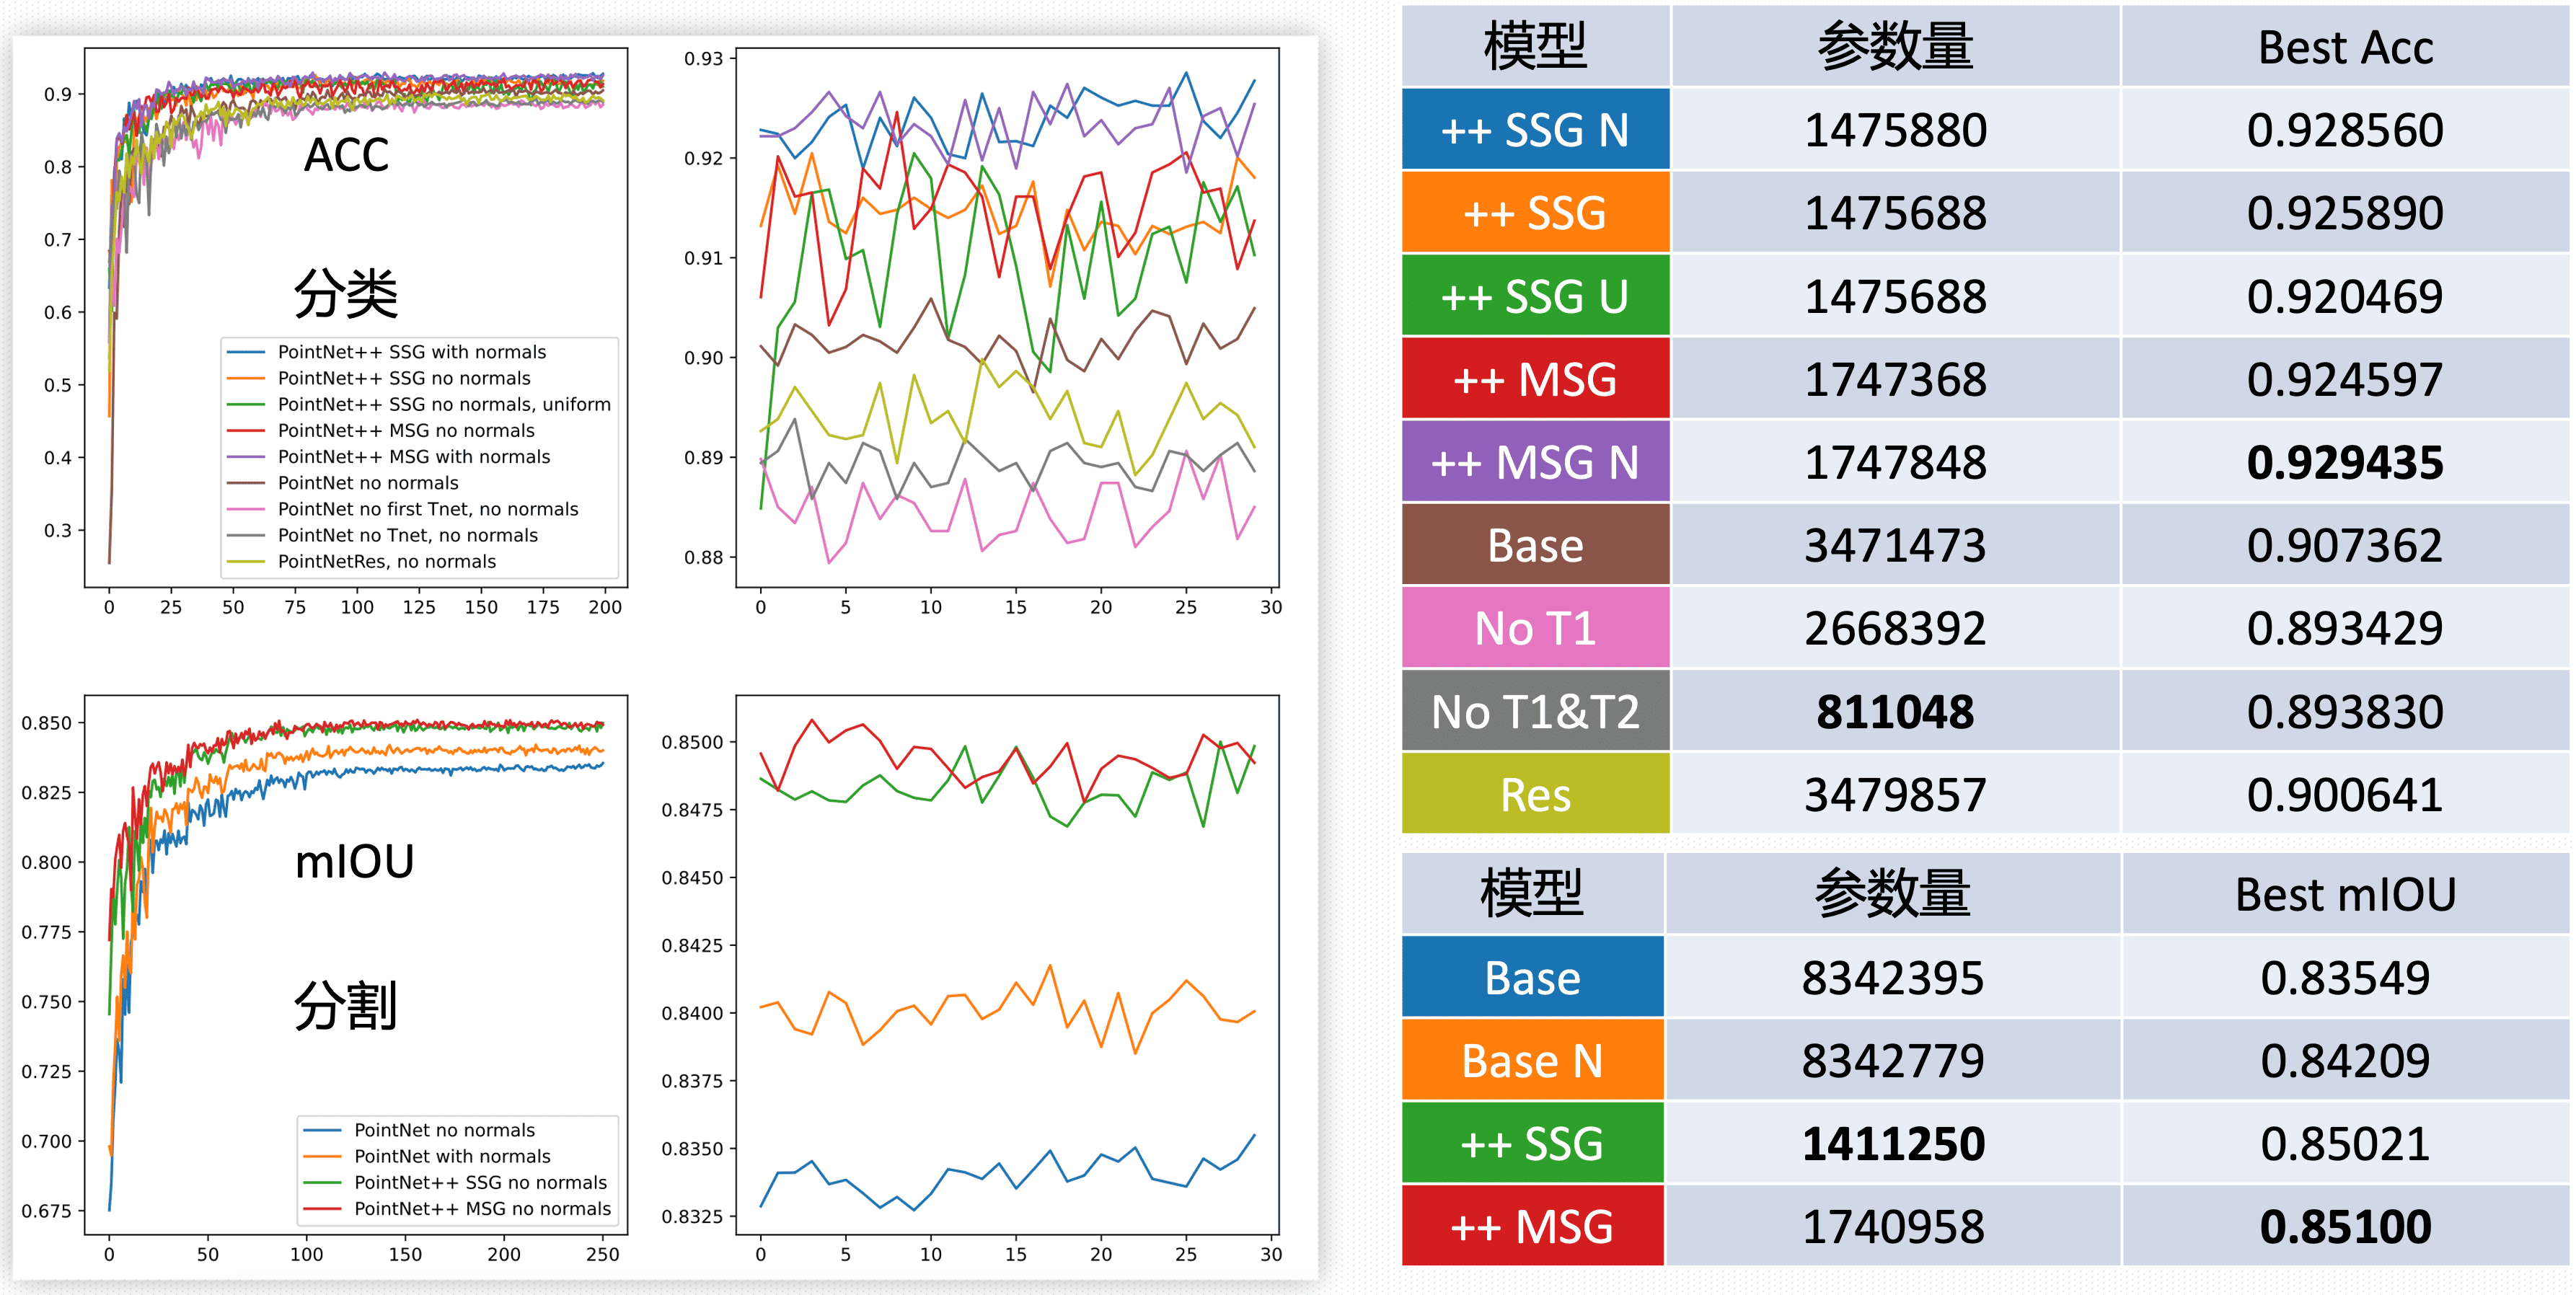 0.9
0.8
0.7
0.6
0.5
0.4
0.3
ACC
分类
PointNet++ SSG with normals
PointNet++ SSG no normals
PointNet++ SSG no normals, uniform
PointNet++ MSG no normals
PointNet++ MSG with normals
PointNet no normals
PointNet no first Tnet, no normals
PointNet no Tnet, no normals
PointNetRes, no normals
0 25 50 75 100 125 150 175 200
0.93
0.92
0.91
0.90
0.89
0.88
0 5 10 15 20 25 30
0.850
0.825
0.800
0.775
0.750
0.725
0.700
0.675
mIOU
分割
PointNet no normals
PointNet with normals
PointNet++ SSG no normals
PointNet++ MSG no normals
0 50 100 150 200 250
0.8500
0.8475
0.8450
0.8425
0.8400
0.8375
0.8350
0.8325
0 5 10 15 20 25 30
模型 参数量 Best Acc
++ SSG N 1475880 0.928560
++ SSG 1475688 0.925890
++ SSG U 1475688 0.920469
++ MSG 1747368 0.924597
++ MSG N 1747848 0.929435
Base 3471473 0.907362
No T1 2668392 0.893429
No T1&T2 811048 0.893830
Res 3479857 0.900641
模型 参数量 Best mIOU
Base 8342395 0.83549
Base N 8342779 0.84209
++ SSG 1411250 0.85021
++ MSG 1740958 0.85100